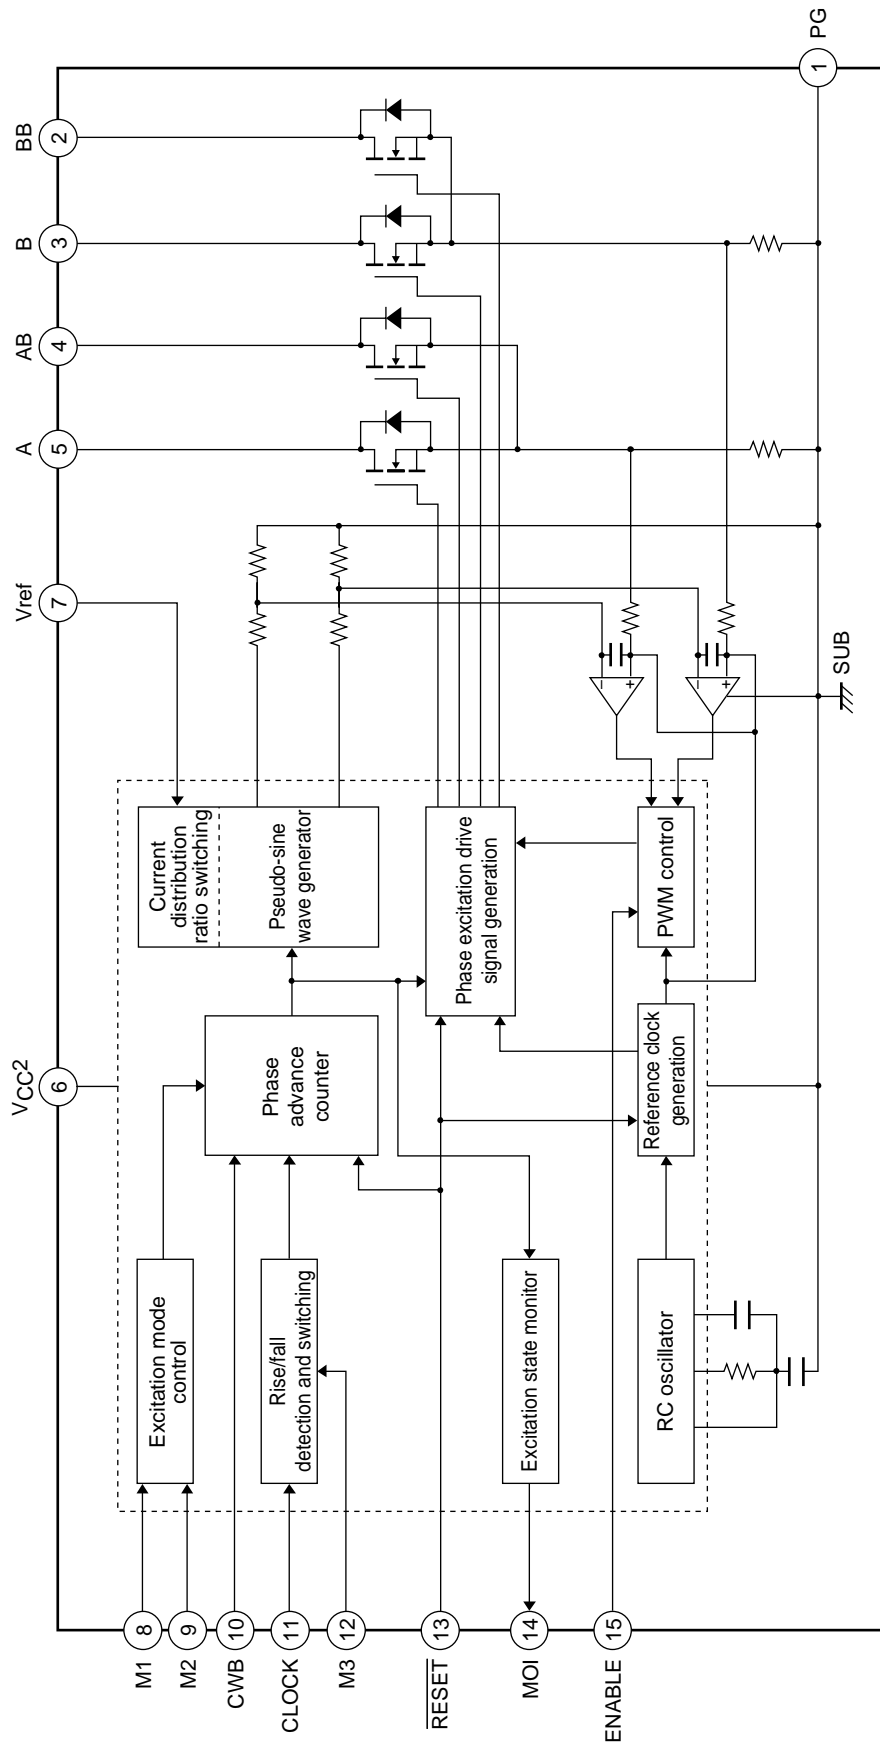 VCC2
6
Vref
7
A
5
AB
4
B
3
BB
2
PG
1
M1
8
M2
9
CWB
10
CLOCK
11
M3
12
RESET
13
MOI
14
ENABLE
15
Excitation mode
control
Rise/fall
detection and switching
Phase
advance
counter
Current
distribution
ratio switching
Pseudo-sine
wave generator
Phase excitation drive
signal generation
Excitation state monitor
RC oscillator
Reference clock
generation
PWM control
−
+
−
+
SUB